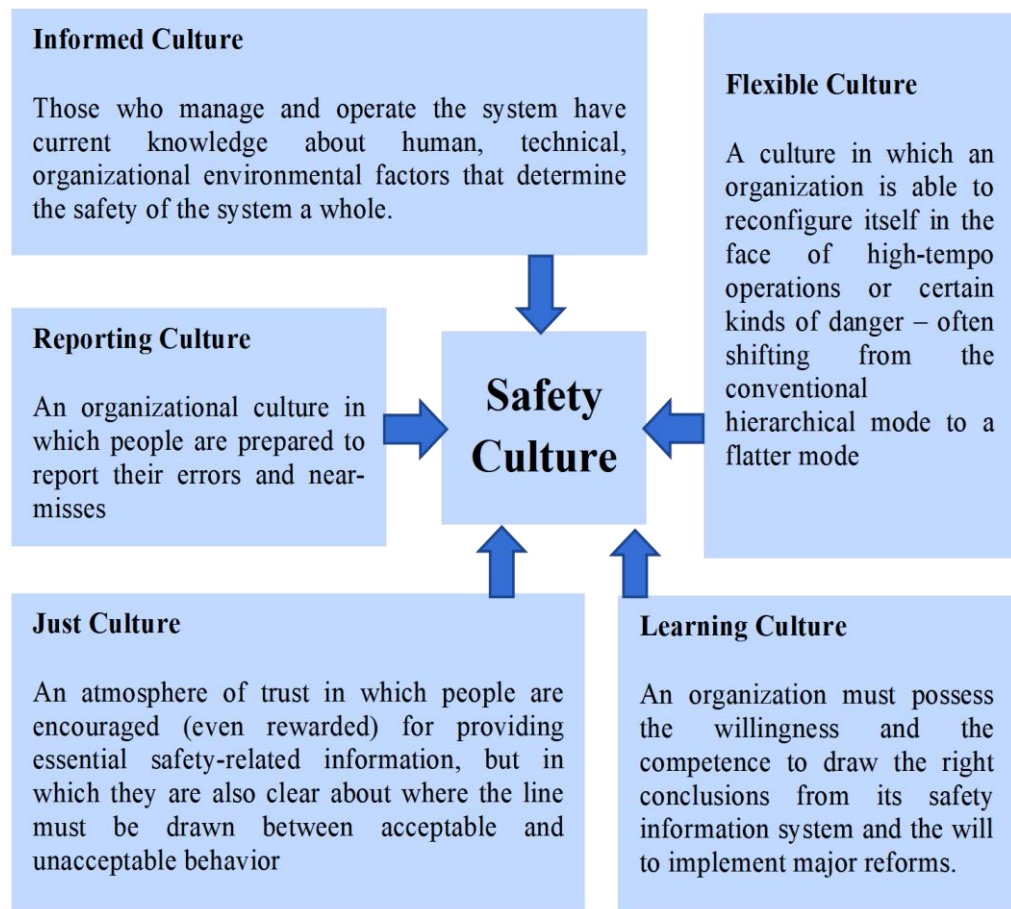 Informed Culture
Those who manage and operate the system have
current knowledge about human, technical,
organizational environmental factors that determine
the safety of the system a whole.
Flexible Culture
A culture in which an
organization is able to
reconfigure itself in the
face of high-tempo
operations or certain
kinds of danger – often
shifting from the
conventional
hierarchical mode to a
flatter mode
Reporting Culture
An organizational culture in
which people are prepared to
report their errors and near-
misses
Safety
Culture
Just Culture
An atmosphere of trust in which people are
encouraged (even rewarded) for providing
essential safety-related information, but in
which they are also clear about where the line
must be drawn between acceptable and
unacceptable behavior
Learning Culture
An organization must possess
the willingness and the
competence to draw the right
conclusions from its safety
information system and the will
to implement major reforms.